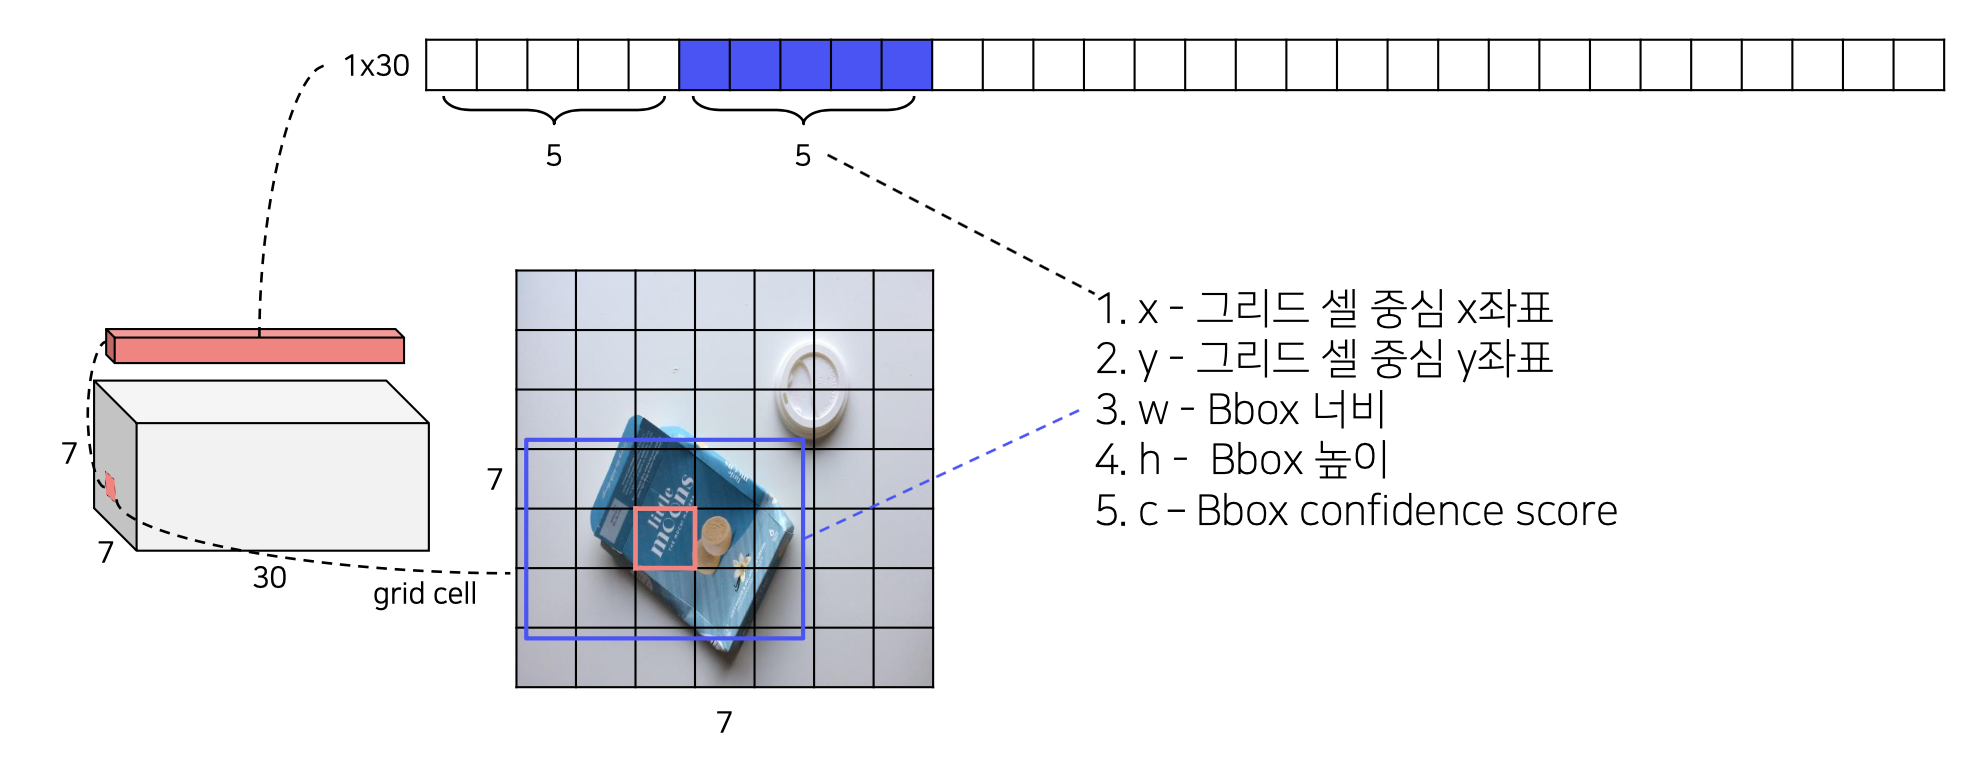 1x30
5
5
1. x - 그리드 셀 중심 x좌표
2. y - 그리드 셀 중심 y좌표
3. w - Bbox 너비
4. h - Bbox 높이
5. c – Bbox confidence score
7
7
30
grid cell
7
7
little
moons